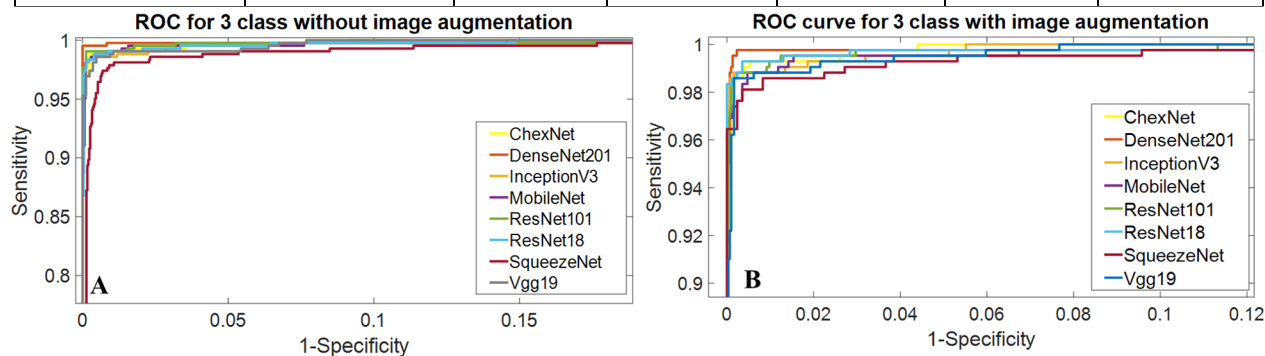 ROC for 3 class without image augmentation
1
0.95
0.9
0.85
0.8
Sensitivity
ChexNet
DenseNet201
InceptionV3
MobileNet
ResNet101
ResNet18
SqueezeNet
Vgg19
A
0
0.05
0.1
0.15
1-Specificity
ROC curve for 3 class with image augmentation
1
0.98
0.96
0.94
0.92
0.9
Sensitivity
ChexNet
DenseNet201
InceptionV3
MobileNet
ResNet101
ResNet18
SqueezeNet
Vgg19
B
0
0.02
0.04
0.06
0.08
0.1
0.12
1-Specificity